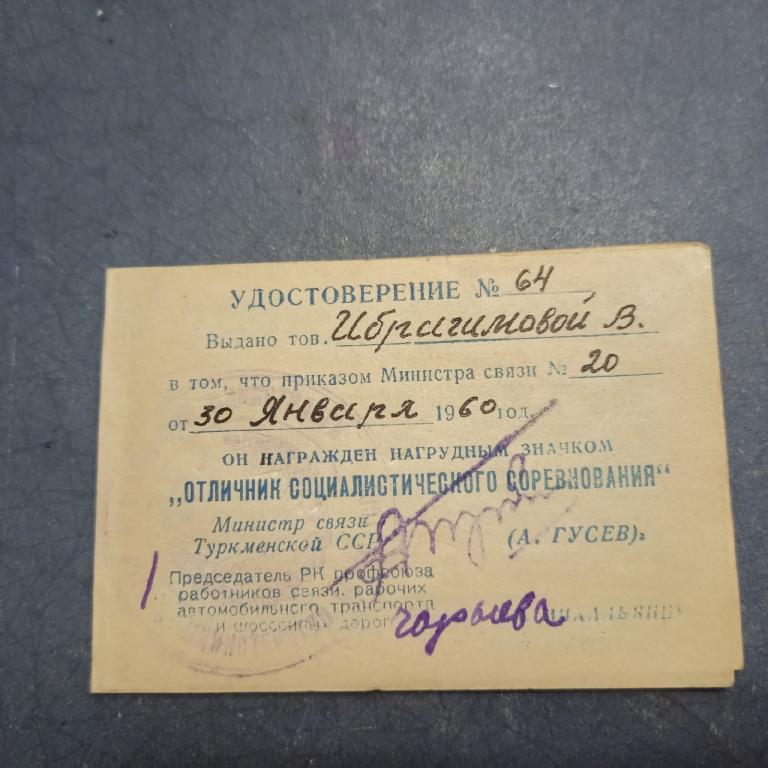 УДОСТОВЕРЕНИЕ № 64
Выдано тов. Ибрагимовой В.
в том, что приказом Министра связи № 20
от 30 Января 1960 год.
он награжден нагрудным значком
„ОТЛИЧНИК СОЦИАЛИСТИЧЕСКОГО СОРЕВНОВАНИЯ“
Министр связи
Туркменской ССР (А. ГУСЕВ)
Председатель РК профсоюза
работников связи, рабочих
автомобильного транспорта
и шоссейных дорог Чарыева